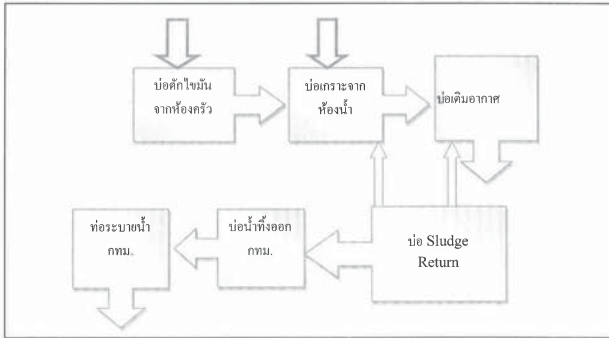 บ่อดักไขมัน
จากห้องครัว
บ่อเกราะจาก
ห้องน้ำ
บ่อเติมอากาศ
ท่อระบายน้ำ
กทม.
บ่อน้ำทิ้งออก
กทม.
บ่อ Sludge
Return